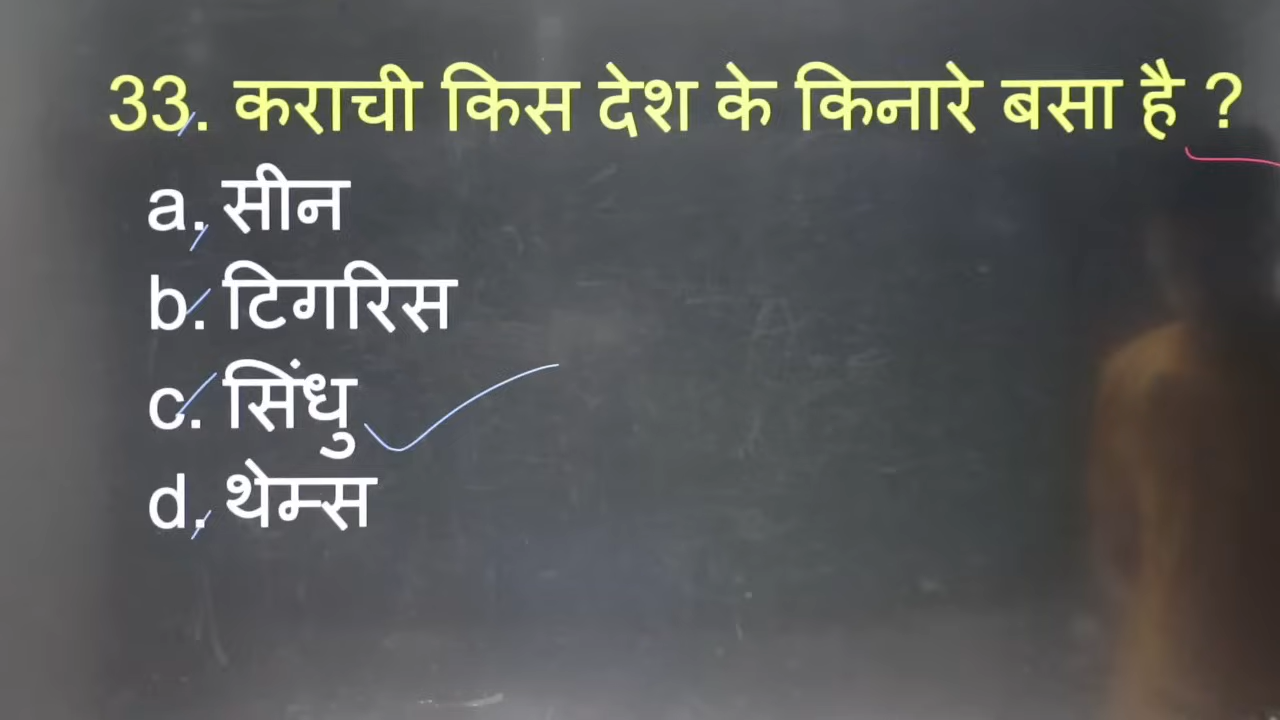 33. कराची किस देश के किनारे बसा है ?
a. सीन
b. टिगरिस
c. सिंधु
d. थेम्स